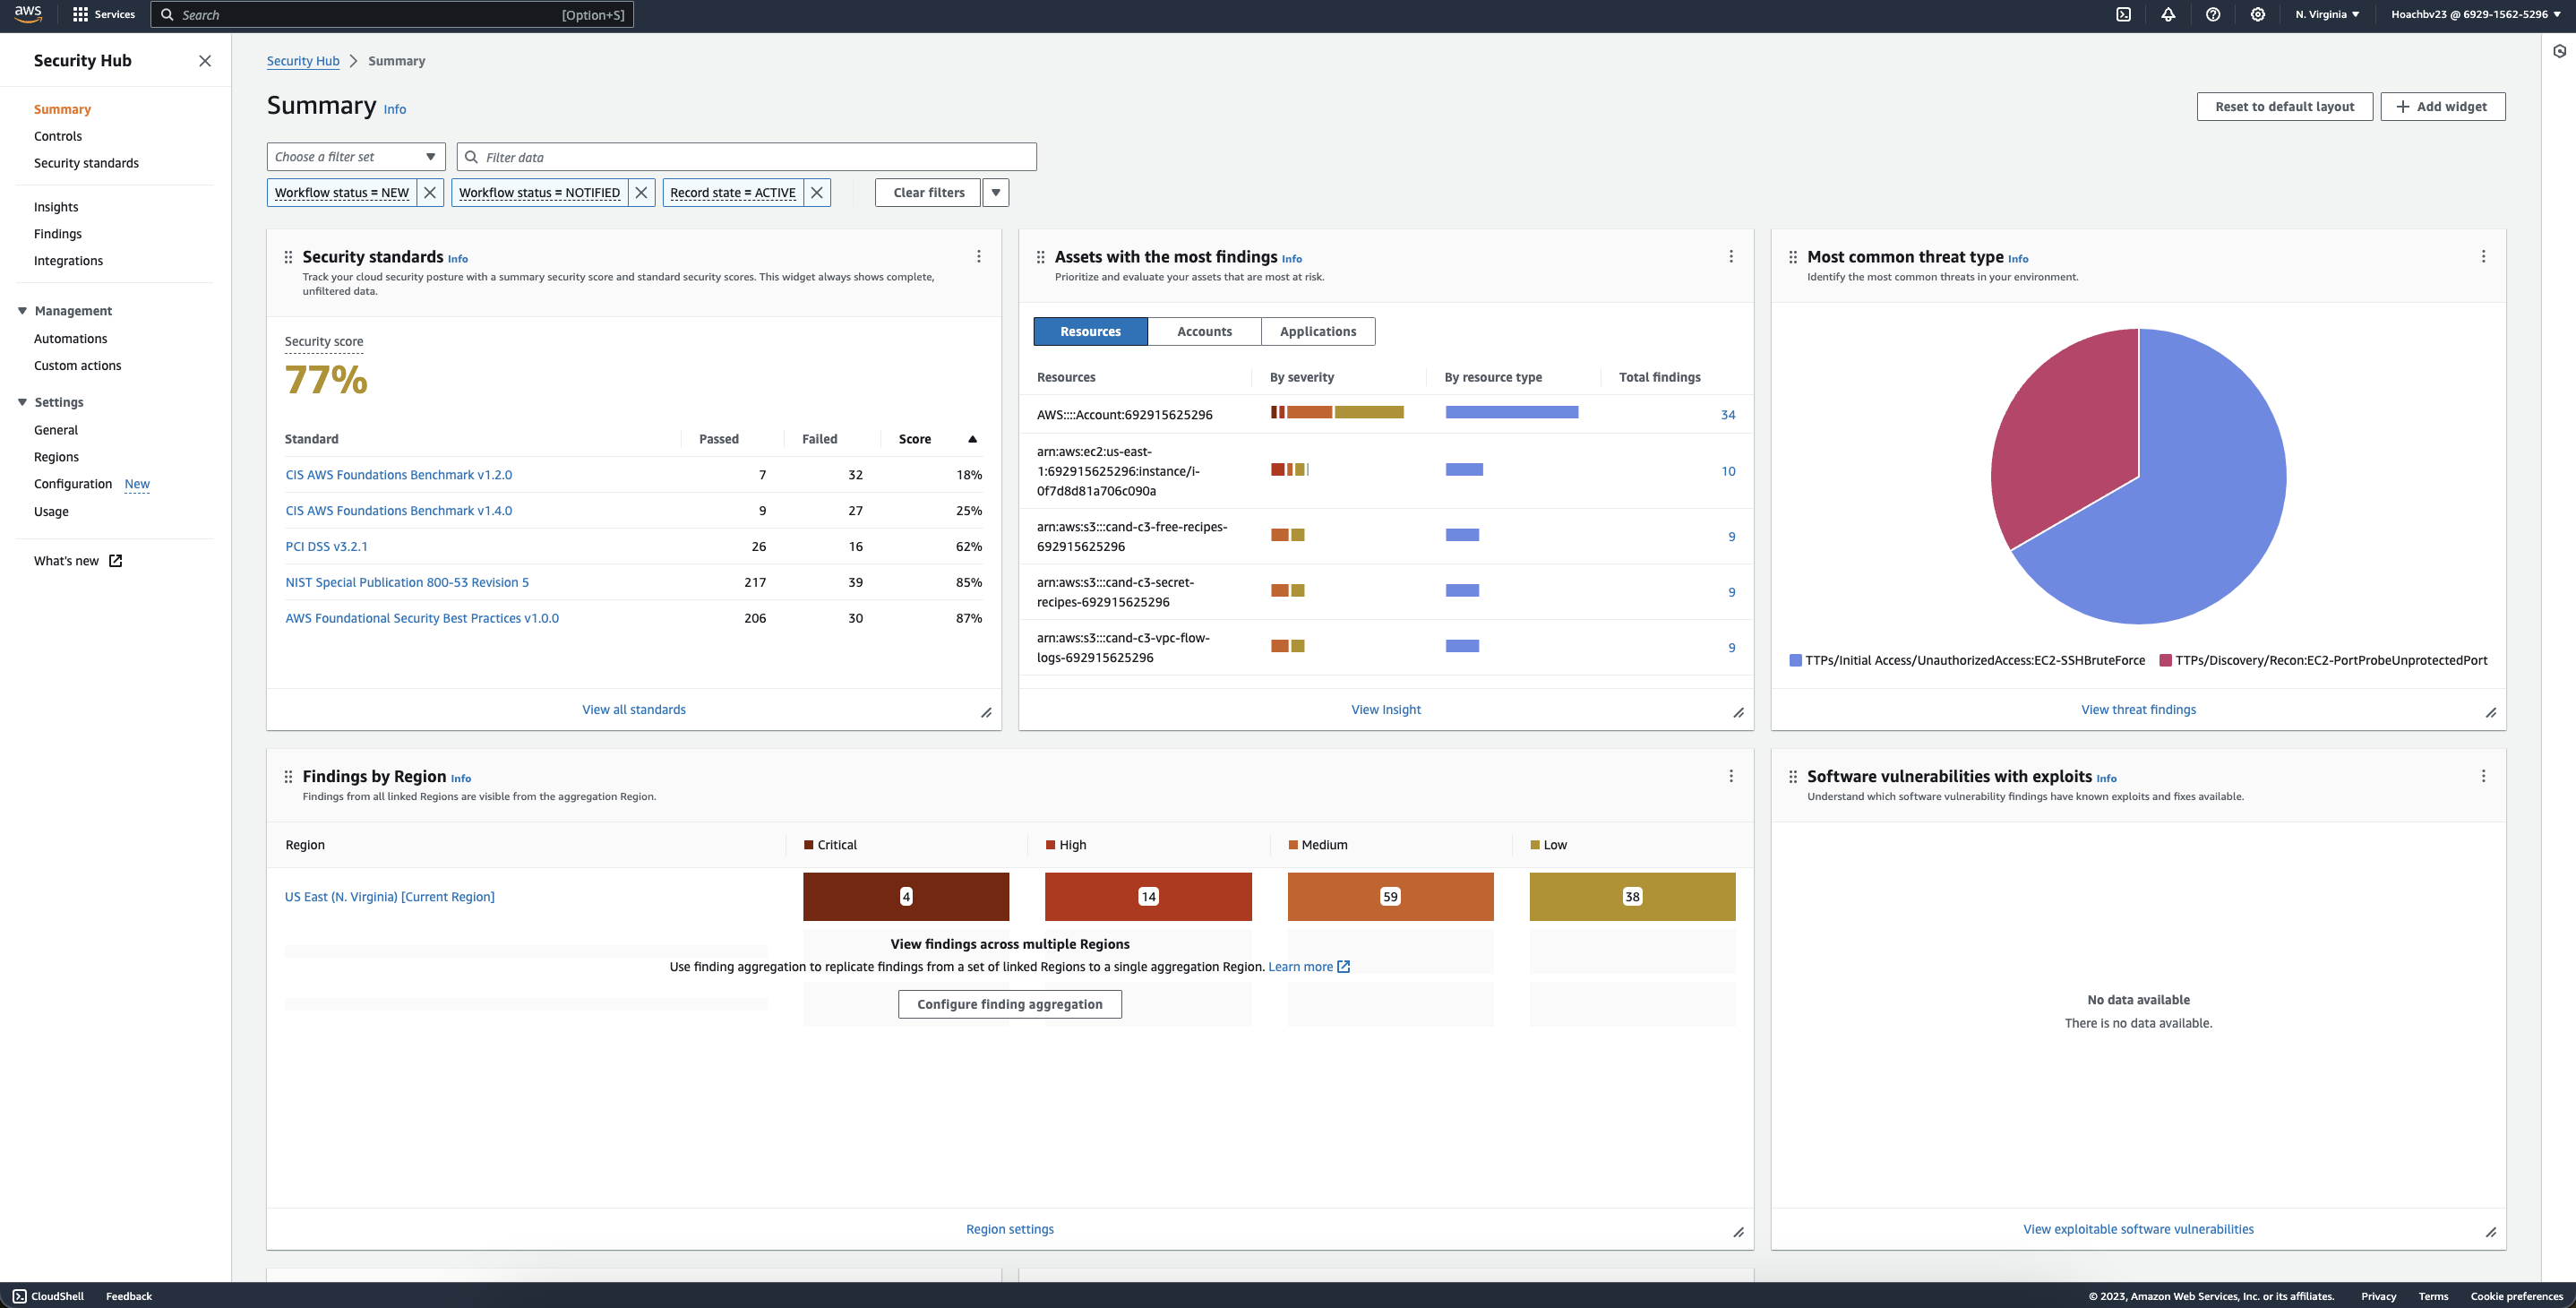 aws
Services
Search
[Option+S]
N. Virginia
Hoachbv23 @ 6929-1562-5296
Security Hub
Summary
Controls
Security standards
Insights
Findings
Integrations
Management
Automations
Custom actions
Settings
General
Regions
Configuration New
Usage
What's new
Security Hub Summary
Summary Info
Reset to default layout
Add widget
Choose a filter set
Filter data
Workflow status = NEW
Workflow status = NOTIFIED
Record state = ACTIVE
Clear filters
Security standards Info
Track your cloud security posture with a summary security score and standard security scores. This widget always shows complete,
unfiltered data.
Security score
77%
Standard Passed Failed Score
CIS AWS Foundations Benchmark v1.2.0 7 32 18%
CIS AWS Foundations Benchmark v1.4.0 9 27 25%
PCI DSS v3.2.1 26 16 62%
NIST Special Publication 800-53 Revision 5 217 39 85%
AWS Foundational Security Best Practices v1.0.0 206 30 87%
View all standards
Assets with the most findings Info
Prioritize and evaluate your assets that are most at risk.
Resources Accounts Applications
Resources By severity By resource type Total findings
AWS::::Account:692915625296 34
arn:aws:ec2:us-east-
1:692915625296:instance/i- 10
0f7d8d81a706c090a
arn:aws:s3:::cand-c3-free-recipes-
692915625296 9
arn:aws:s3:::cand-c3-secret-
recipes-692915625296 9
arn:aws:s3:::cand-c3-vpc-flow-
logs-692915625296 9
View Insight
Most common threat type Info
Identify the most common threats in your environment.
TTPs/Initial Access/UnauthorizedAccess:EC2-SSHBruteForce
TTPs/Discovery/Recon:EC2-PortProbeUnprotectedPort
View threat findings
Findings by Region Info
Findings from all linked Regions are visible from the aggregation Region.
Region Critical High Medium Low
US East (N. Virginia) [Current Region] 4 14 59 38
View findings across multiple Regions
Use finding aggregation to replicate findings from a set of linked Regions to a single aggregation Region. Learn more
Configure finding aggregation
Region settings
Software vulnerabilities with exploits Info
Understand which software vulnerability findings have known exploits and fixes available.
No data available
There is no data available.
View exploitable software vulnerabilities
CloudShell Feedback
© 2023, Amazon Web Services, Inc. or its affiliates. Privacy Terms Cookie preferences